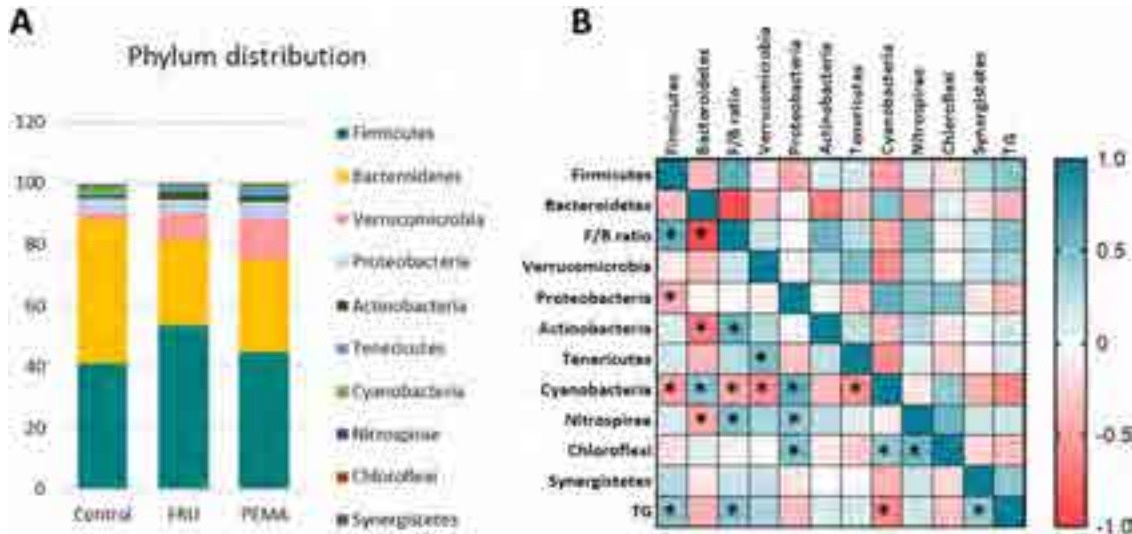 A
Phylum distribution
120
100
80
60
40
20
0
Control
FRU
PEMA
Firmicutes
Bacteroidetes
Verrucomicrobia
Proteobacteria
Actinobacteria
Tenericutes
Cyanobacteria
Nitrospirae
Chloroflexi
Synergistetes
B
Firmicutes
Bacteroidetes
F/B ratio
Verrucomicrobia
Proteobacteria
Actinobacteria
Tenericutes
Cyanobacteria
Nitrospirae
Chloroflexi
Synergistetes
TG
Firmicutes
Bacteroidetes
F/B ratio
Verrucomicrobia
Proteobacteria
Actinobacteria
Tenericutes
Cyanobacteria
Nitrospirae
Chloroflexi
Synergistetes
TG
1.0
0.5
0
-0.5
-1.0